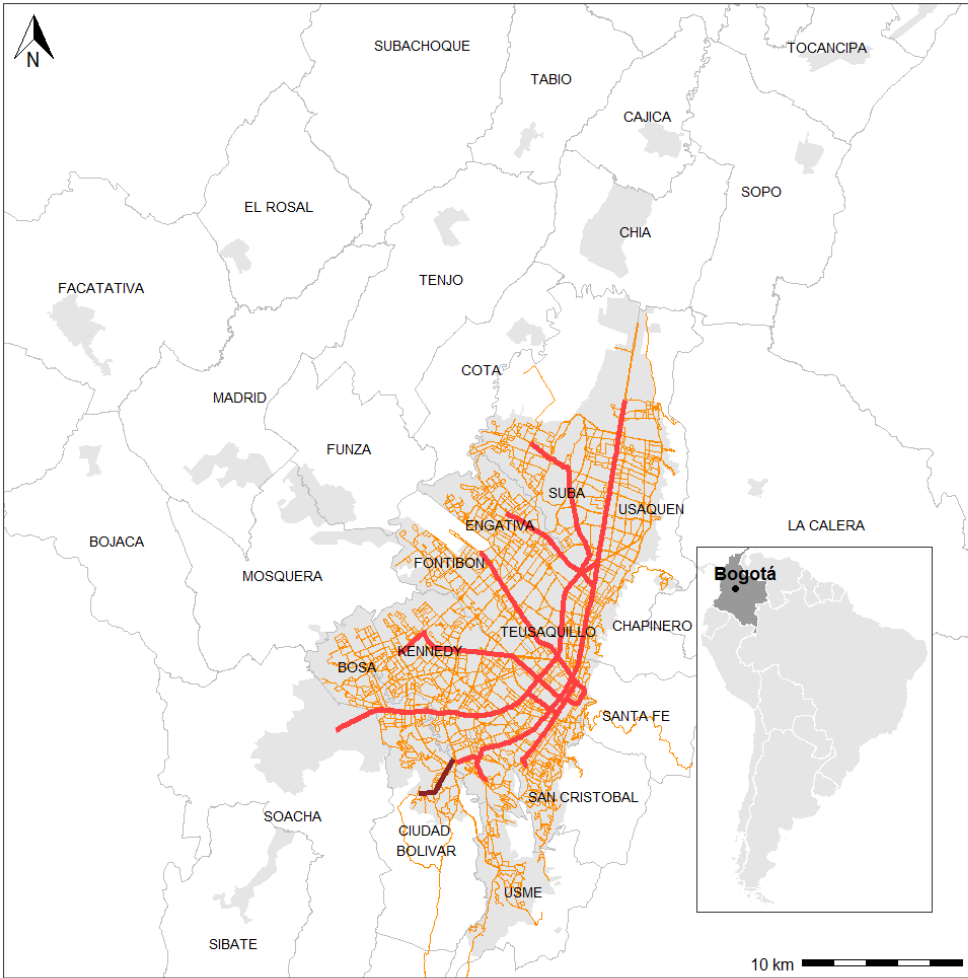 N
SUBACHOQUE
TOCANCIPA
TABIO
CAJICA
SOPO
EL ROSAL
CHIA
TENJO
FACATATIVA
COTA
MADRID
FUNZA
SUBA
USAQUEN
ENGATIVA
LA CALERA
BOJACA
FONTIBON
MOSQUERA
Bogotá
TEUSAQUILLO
CHAPINERO
KENNEDY
BOSA
SANTA FE
SAN CRISTOBAL
SOACHA
CIUDAD
BOLIVAR
USME
SIBATE
10 km